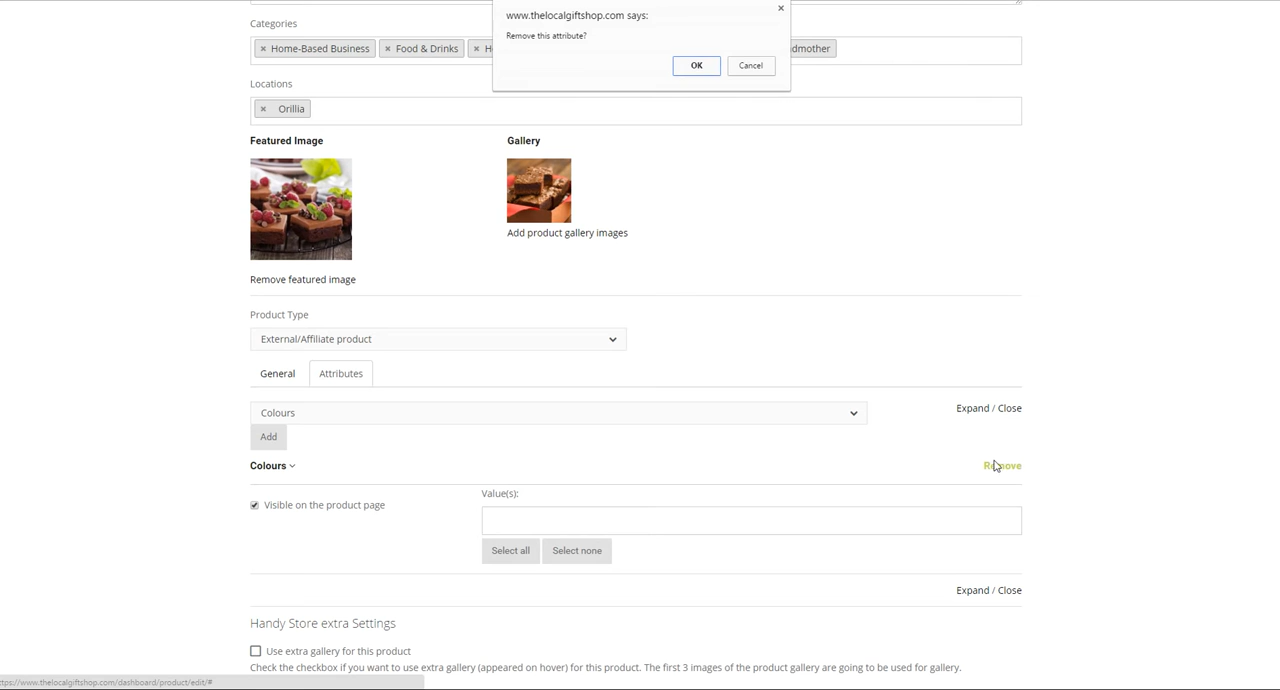 www.thelocalgiftshop.com says:
Remove this attribute?
OK
Cancel
Categories
× Home-Based Business
× Food & Drinks
×
Locations
× Orillia
Featured Image
Gallery
Add product gallery images
Remove featured image
Product Type
External/Affiliate product
General
Attributes
Colours
Expand / Close
Add
Colours
Remove
Visible on the product page
Value(s):
Select all
Select none
Expand / Close
Handy Store extra Settings
Use extra gallery for this product
Check the checkbox if you want to use extra gallery (appeared on hover) for this product. The first 3 images of the product gallery are going to be used for gallery.
ttps://www.thelocalgiftshop.com/dashboard/product/edit/#